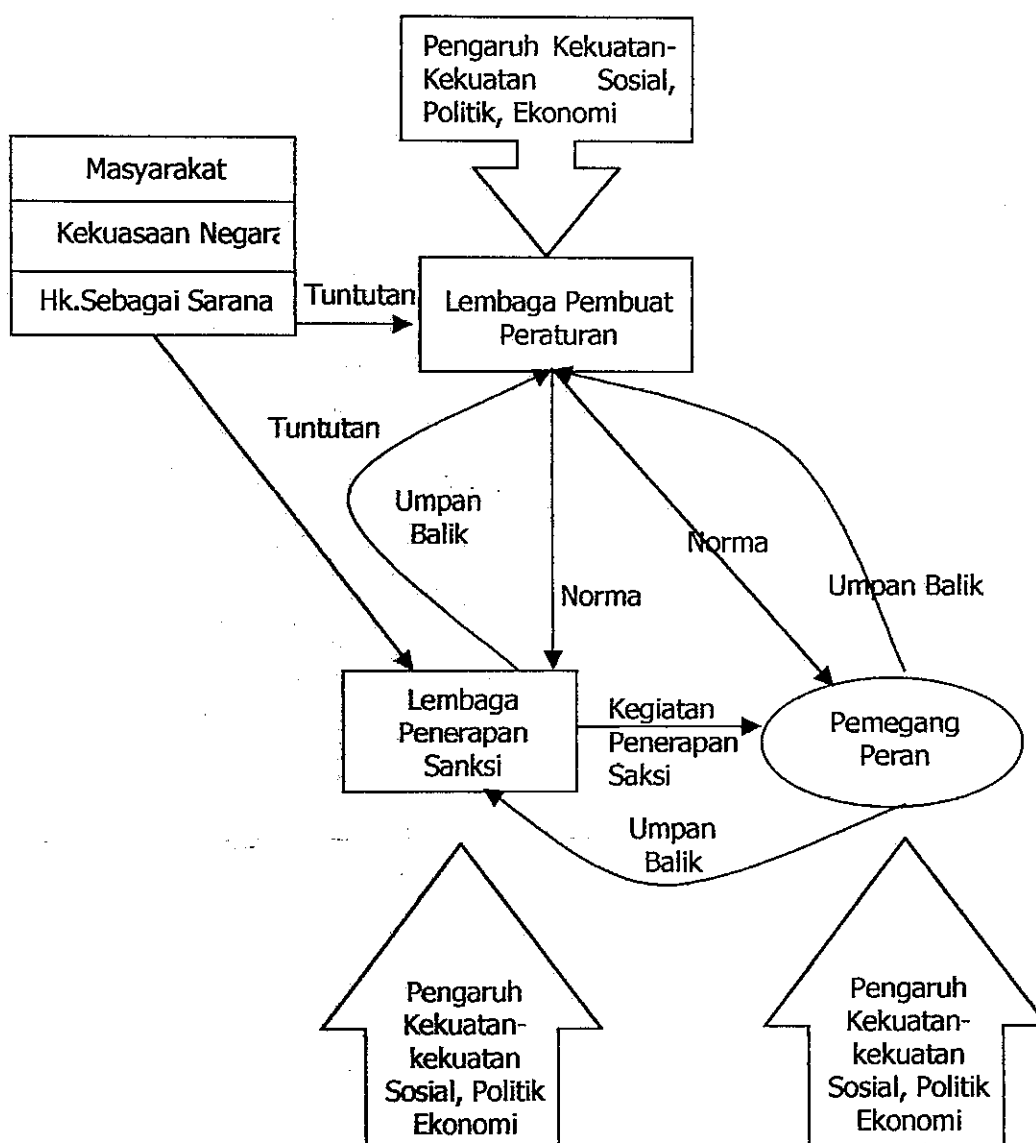 Pengaruh Kekuatan-
Kekuatan Sosial,
Politik, Ekonomi
Masyarakat
Kekuasaan Negara
Hk.Sebagai Sarana
Tuntutan
Lembaga Pembuat
Peraturan
Tuntutan
Umpan
Balik
Norma
Norma
Umpan Balik
Lembaga
Penerapan
Sanksi
Kegiatan
Penerapan
Saksi
Pemegang
Peran
Umpan
Balik
Pengaruh
Kekuatan-
kekuatan
Sosial, Politik
Ekonomi
Pengaruh
Kekuatan-
kekuatan
Sosial, Politik
Ekonomi